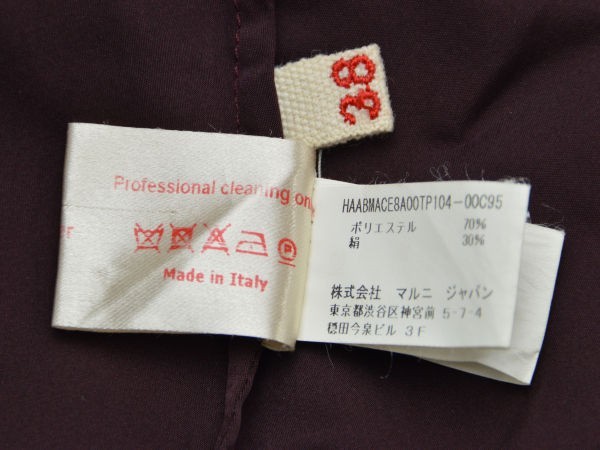 38
Professional cleaning only
Made in Italy
HAABMACE8A00TP104-00C95
ポリエステル 70%
絹 30%
株式会社 マルニ ジャパン
東京都渋谷区神宮前 5-7-4
穏田今泉ビル 3F